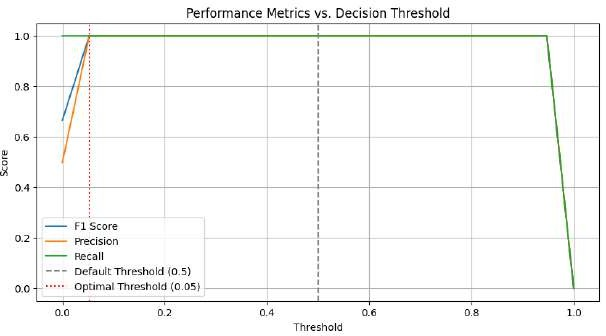 Performance Metrics vs. Decision Threshold
1.0
0.8
0.6
0.4
0.2
0.0
Score
F1 Score
Precision
Recall
Default Threshold (0.5)
Optimal Threshold (0.05)
0.0 0.2 0.4 0.6 0.8 1.0
Threshold